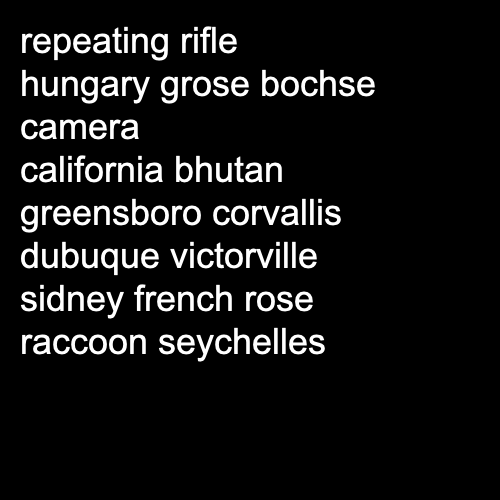 repeating rifle
hungary grose bochse
camera
california bhutan
greensboro corvallis
dubuque victorville
sidney french rose
raccoon seychelles